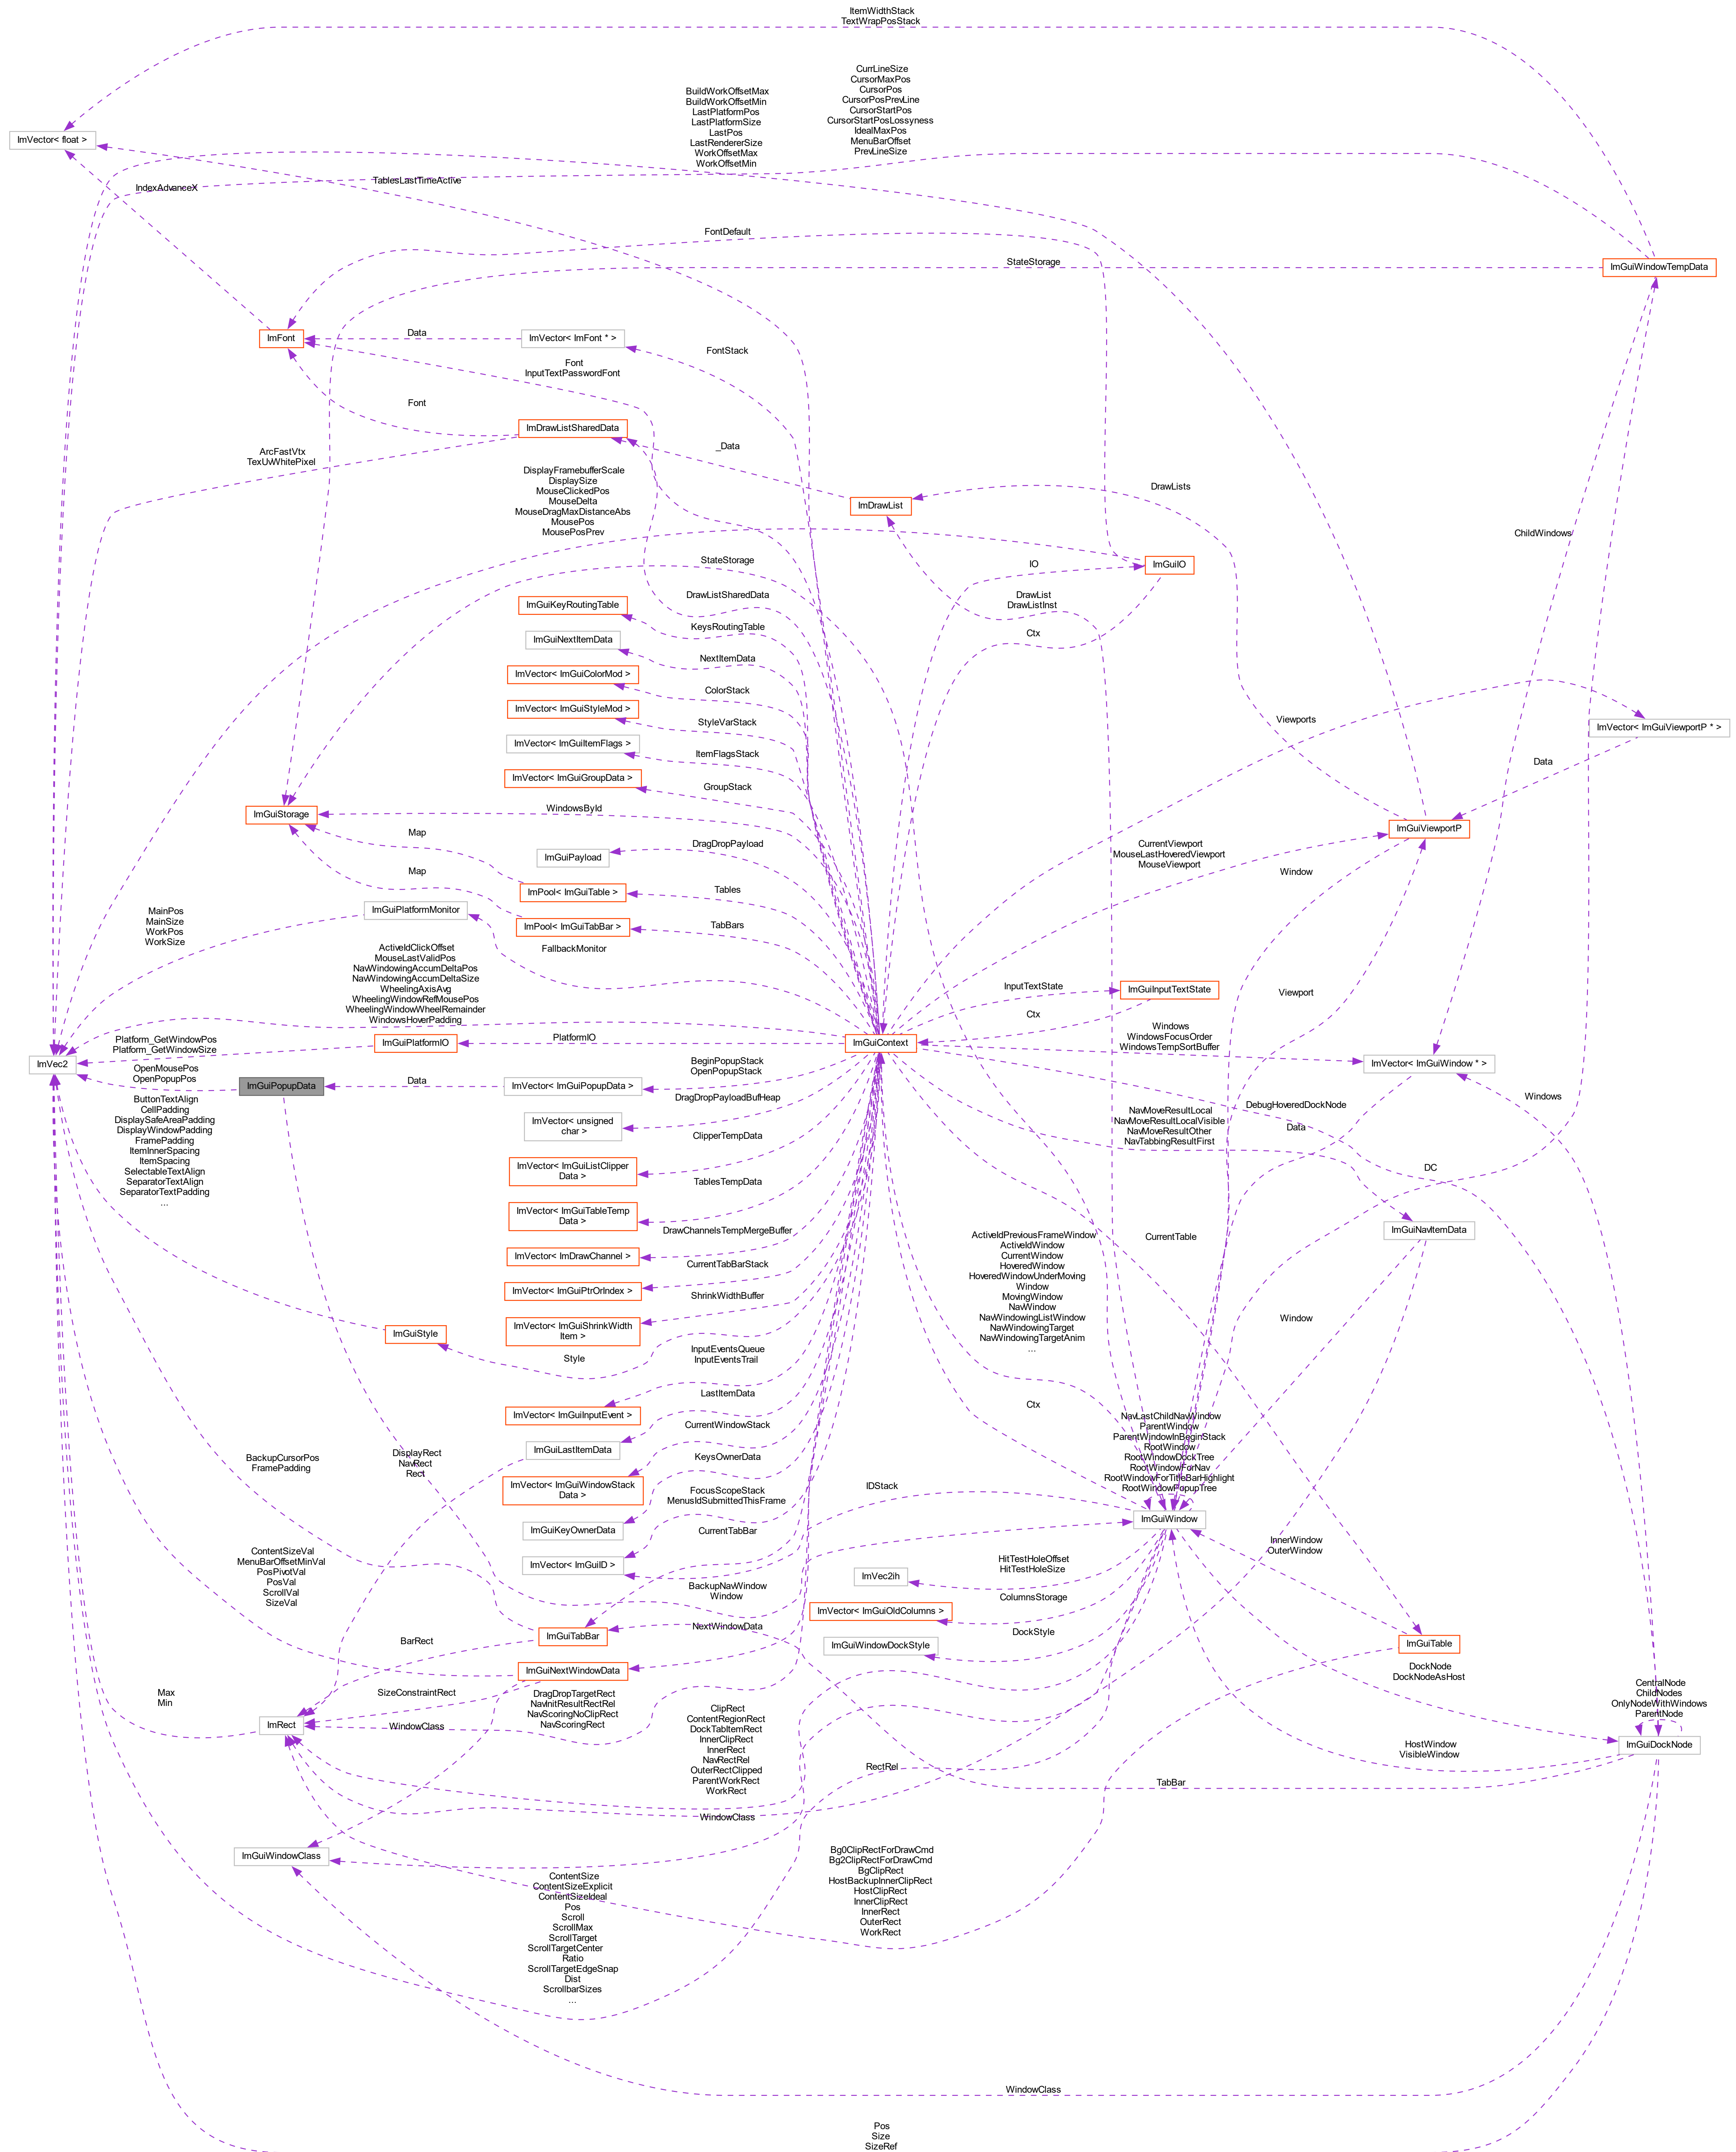 ItemWidthStack
TextWrapPosStack
CurrLineSize
CursorMaxPos
CursorPos
CursorPosPrevLine
CursorStartPos
CursorStartPosLossyness
IdealMaxPos
MenuBarOffset
PrevLineSize
BuildWorkOffsetMax
BuildWorkOffsetMin
LastPlatformPos
LastPlatformSize
LastPos
LastRendererSize
WorkOffsetMax
WorkOffsetMin
ImVector< float >
IndexAdvanceX
TablesLastTimeActive
FontDefault
StateStorage
ImGuiWindowTempData
ImFont
Data
ImVector< ImFont * >
FontStack
Font
InputTextPasswordFont
Font
ImDrawListSharedData
_Data
ArcFastVtx
TexUvWhitePixel
DisplayFramebufferScale
DisplaySize
MouseClickedPos
MouseDelta
MouseDragMaxDistanceAbs
MousePos
MousePosPrev
DrawLists
ImDrawList
ChildWindows
StateStorage
IO
ImGuiIO
DrawListSharedData
DrawList
DrawListInst
ImGuiKeyRoutingTable
KeysRoutingTable
Ctx
ImGuiNextItemData
NextItemData
ImVector< ImGuiColorMod >
ColorStack
ImVector< ImGuiStyleMod >
StyleVarStack
Viewports
ImVector< ImGuiViewportP * >
ImVector< ImGuiItemFlags >
ItemFlagsStack
Data
ImVector< ImGuiGroupData >
GroupStack
ImGuiStorage
WindowsById
Map
ImGuiViewportP
ImGuiPayload
DragDropPayload
CurrentViewport
MouseLastHoveredViewport
MouseViewport
Map
ImPool< ImGuiTable >
Tables
Window
ImGuiPlatformMonitor
ImPool< ImGuiTabBar >
TabBars
MainPos
MainSize
WorkPos
WorkSize
FallbackMonitor
ActiveIdClickOffset
MouseLastValidPos
NavWindowingAccumDeltaPos
NavWindowingAccumDeltaSize
WheelingAxisAvg
WheelingWindowRefMousePos
WheelingWindowWheelRemainder
WindowsHoverPadding
InputTextState
ImGuiInputTextState
Viewport
Ctx
Platform_GetWindowPos
Platform_GetWindowSize
ImGuiPlatformIO
PlatformIO
ImGuiContext
Windows
WindowsFocusOrder
WindowsTempSortBuffer
ImVec2
ImVector< ImGuiWindow * >
OpenMousePos
OpenPopupPos
ImGuiPopupData
Data
ImVector< ImGuiPopupData >
BeginPopupStack
OpenPopupStack
DragDropPayloadBufHeap
Windows
ButtonTextAlign
CellPadding
DisplaySafeAreaPadding
DisplayWindowPadding
FramePadding
ItemInnerSpacing
ItemSpacing
SelectableTextAlign
SeparatorTextAlign
SeparatorTextPadding
...
ImVector< unsigned
char >
NavMoveResultLocal
NavMoveResultLocalVisible
NavMoveResultOther
NavTabbingResultFirst
DebugHoveredDockNode
Data
ClipperTempData
ImVector< ImGuiListClipper
Data >
DC
TablesTempData
ImVector< ImGuiTableTemp
Data >
DrawChannelsTempMergeBuffer
ImGuiNavItemData
ActiveIdPreviousFrameWindow
ActiveIdWindow
CurrentWindow
HoveredWindow
HoveredWindowUnderMoving
Window
MovingWindow
NavWindow
NavWindowingListWindow
NavWindowingTarget
NavWindowingTargetAnim
...
CurrentTable
ImVector< ImDrawChannel >
CurrentTabBarStack
ImVector< ImGuiPtrOrIndex >
ShrinkWidthBuffer
ImVector< ImGuiShrinkWidth
Item >
Window
ImGuiStyle
Style
InputEventsQueue
InputEventsTrail
LastItemData
Ctx
ImVector< ImGuiInputEvent >
CurrentWindowStack
NavLastChildNavWindow
ParentWindow
ParentWindowInBeginStack
RootWindow
RootWindowDockTree
RootWindowForNav
RootWindowForTitleBarHighlight
RootWindowPopupTree
BackupCursorPos
FramePadding
DisplayRect
NavRect
Rect
ImGuiLastItemData
KeysOwnerData
ImVector< ImGuiWindowStack
Data >
FocusScopeStack
MenusIdSubmittedThisFrame
IDStack
ImGuiWindow
ImGuiKeyOwnerData
CurrentTabBar
InnerWindow
OuterWindow
ContentSizeVal
MenuBarOffsetMinVal
PosPivotVal
PosVal
ScrollVal
SizeVal
ImVector< ImGuiID >
HitTestHoleOffset
HitTestHoleSize
ImVec2ih
BackupNavWindow
Window
ColumnsStorage
ImVector< ImGuiOldColumns >
NextWindowData
DockStyle
BarRect
ImGuiTabBar
ImGuiWindowDockStyle
ImGuiTable
ImGuiNextWindowData
DockNode
DockNodeAsHost
Max
Min
SizeConstraintRect
DragDropTargetRect
NavInitResultRectRel
NavScoringNoClipRect
NavScoringRect
CentralNode
ChildNodes
OnlyNodeWithWindows
ParentNode
ImRect
WindowClass
ClipRect
ContentRegionRect
DockTabItemRect
InnerClipRect
InnerRect
NavRectRel
OuterRectClipped
ParentWorkRect
WorkRect
HostWindow
VisibleWindow
ImGuiDockNode
RectRel
TabBar
WindowClass
ImGuiWindowClass
Bg0ClipRectForDrawCmd
Bg2ClipRectForDrawCmd
BgClipRect
HostBackupInnerClipRect
HostClipRect
InnerClipRect
InnerRect
OuterRect
WorkRect
ContentSize
ContentSizeExplicit
ContentSizeIdeal
Pos
Scroll
ScrollMax
ScrollTarget
ScrollTargetCenter
Ratio
ScrollTargetEdgeSnap
Dist
ScrollbarSizes
...
WindowClass
Pos
Size
SizeRef